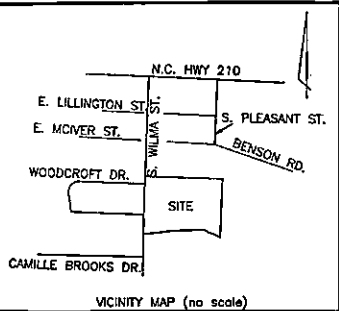 N.C. HWY 210
E. LILLINGTON ST.
S. PLEASANT ST.
E. MCIVER ST.
S. WILMA ST.
BENSON RD.
WOODCROFT DR.
SITE
CAMILLE BROOKS DR.
VICINITY MAP (no scale)